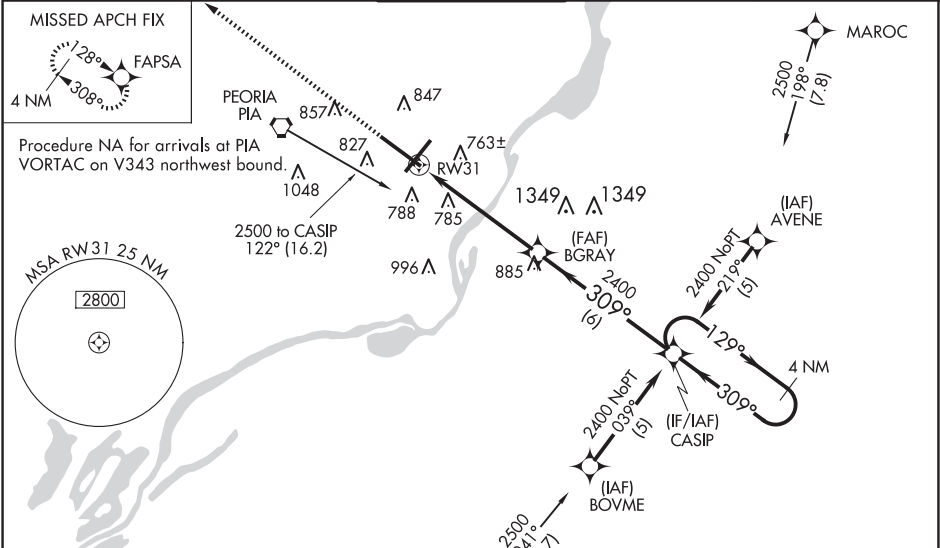 MISSED APCH FIX
128°
FAPSA
308°
4 NM
Procedure NA for arrivals at PIA
VORTAC on V343 northwest bound.
PEORIA
PIA
857
847
827
763±
RW31
1048
788
785
2500 to CASIP
122° (16.2)
996
885
1349
1349
(FAF)
BGRAY
2400
309°
(6)
MAROC
2500
198°
(7.8)
(IAF)
AVENE
2400 NoPT
219°
(5)
129°
4 NM
309°
(IF/IAF)
CASIP
2400 NoPT
039°
(5)
(IAF)
BOVME
2500
MSA RW31 25 NM
2800